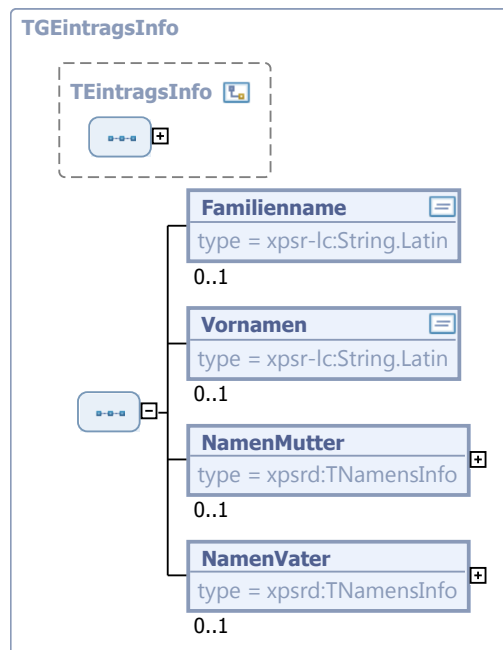 TGEintragsInfo
TEintragsInfo
Familienname
type = xpsr-lc:String.Latin
0..1
Vornamen
type = xpsr-lc:String.Latin
0..1
NamenMutter
type = xpsrd:TNamensInfo
0..1
NamenVater
type = xpsrd:TNamensInfo
0..1